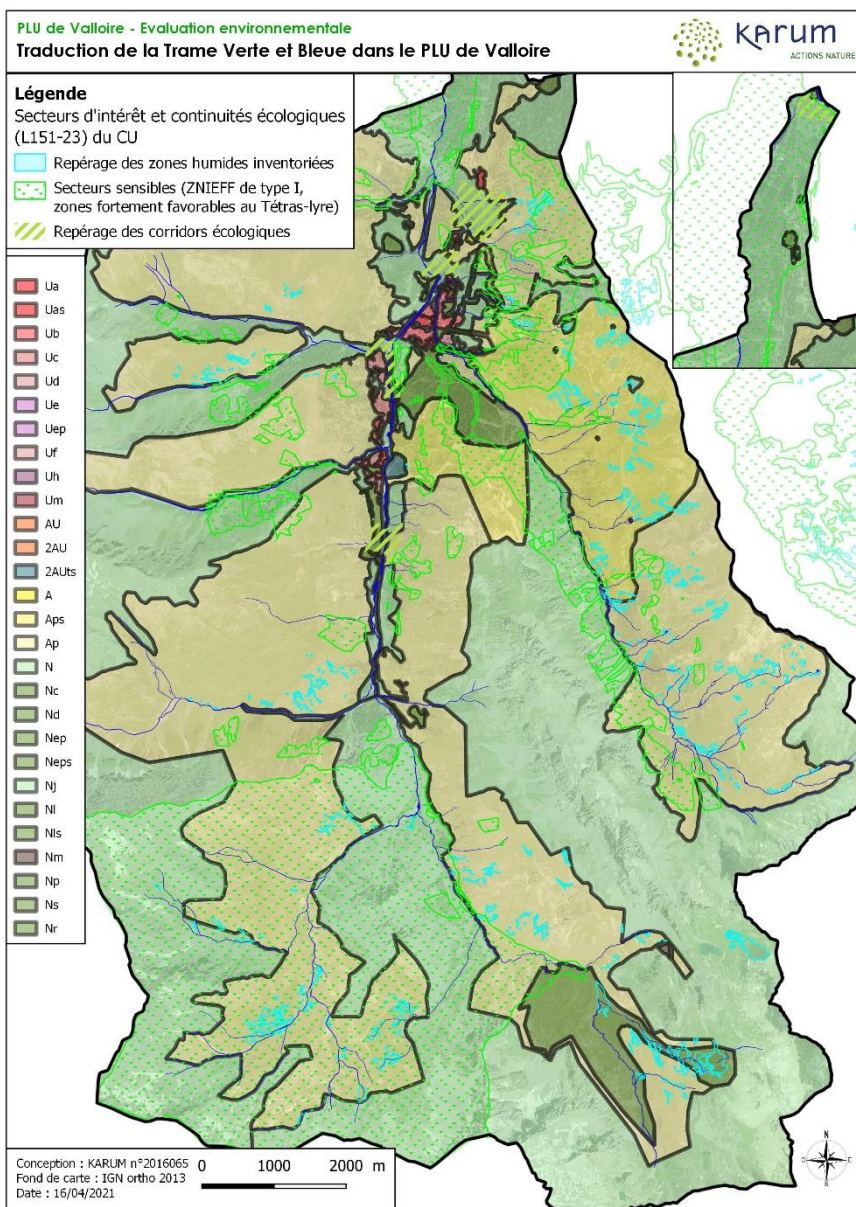 PLU de Valloire - Evaluation environnementale
Traduction de la Trame Verte et Bleue dans le PLU de Valloire
KARUM
ACTIONS NATURE
Légende
Secteurs d'intérêt et continuités écologiques
(L151-23) du CU
Repérage des zones humides inventoriées
Secteurs sensibles (ZNIEFF de type I,
zones fortement favorables au Tétras-lyre)
Repérage des corridors écologiques
Ua
Uas
Ub
Uc
Ud
Ue
Uep
Uf
Uh
Um
AU
2AU
2AUts
A
Aps
Ap
N
Nc
Nd
Nep
Neps
Nj
Nl
Nls
Nm
Np
Ns
Nr
Conception : KARUM n°2016065
Fond de carte : IGN ortho 2013
Date : 16/04/2021
0 1000 2000 m
N
O E
S